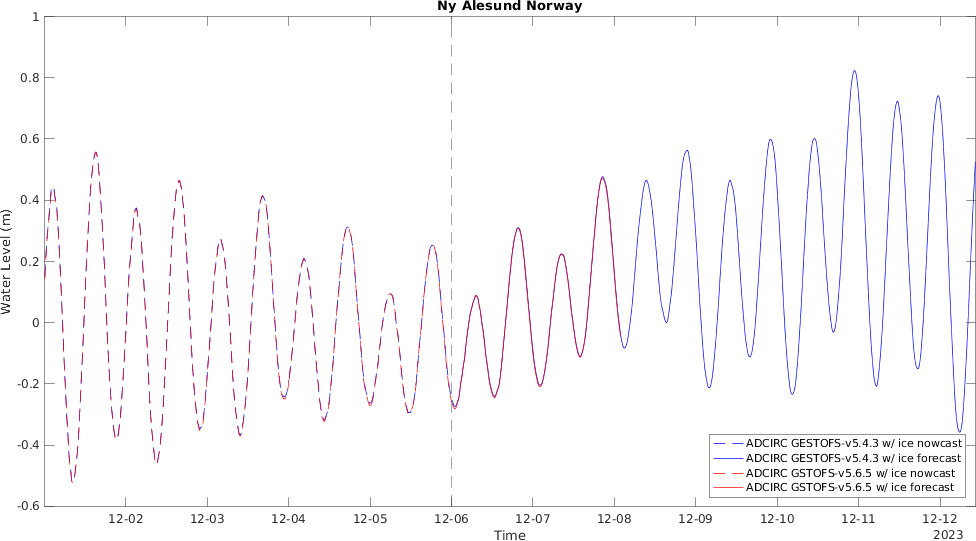 Ny Alesund Norway
Water Level (m)
1
0.8
0.6
0.4
0.2
0
-0.2
-0.4
-0.6
ADCIRC GESTOFS-v5.4.3 w/ ice nowcast
ADCIRC GESTOFS-v5.4.3 w/ ice forecast
ADCIRC GSTOFS-v5.6.5 w/ ice nowcast
ADCIRC GSTOFS-v5.6.5 w/ ice forecast
12-02 12-03 12-04 12-05 12-06 12-07 12-08 12-09 12-10 12-11 12-12
Time
2023